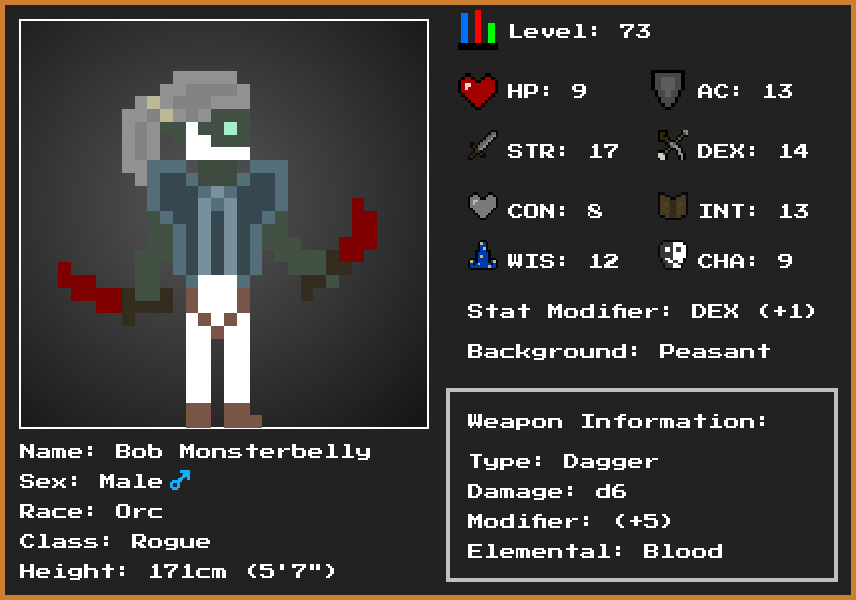 Level: 73
HP: 9
AC: 13
STR: 17
DEX: 14
CON: 8
INT: 13
WIS: 12
CHA: 9
Stat Modifier: DEX (+1)
Background: Peasant
Weapon Information:
Type: Dagger
Damage: d6
Modifier: (+5)
Elemental: Blood
Name: Bob Monsterbelly
Sex: Male ♂
Race: Orc
Class: Rogue
Height: 171cm (5'7")